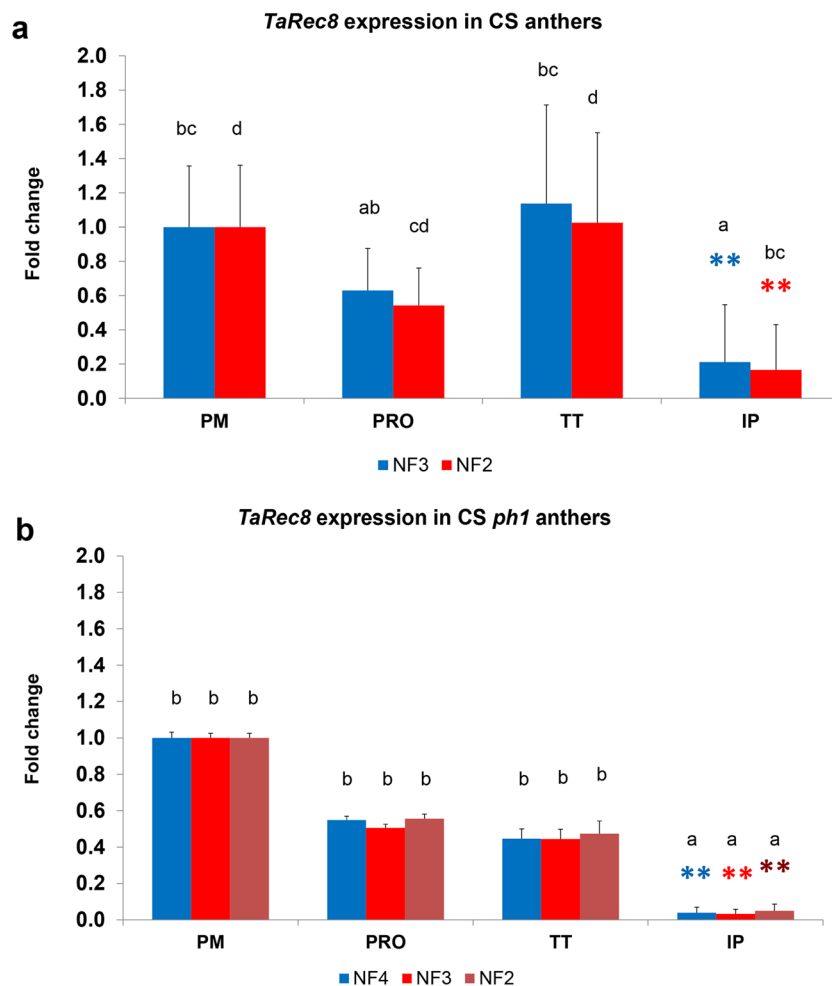 a
TaRec8 expression in CS anthers
Fold change
2.0
1.8
1.6
1.4
1.2
1.0
0.8
0.6
0.4
0.2
0.0
bc d ab cd bc d a bc
** **
PM PRO TT IP
NF3 NF2
b
TaRec8 expression in CS ph1 anthers
Fold change
2.0
1.8
1.6
1.4
1.2
1.0
0.8
0.6
0.4
0.2
0.0
b b b b b b b b b a a a
** ** **
PM PRO TT IP
NF4 NF3 NF2